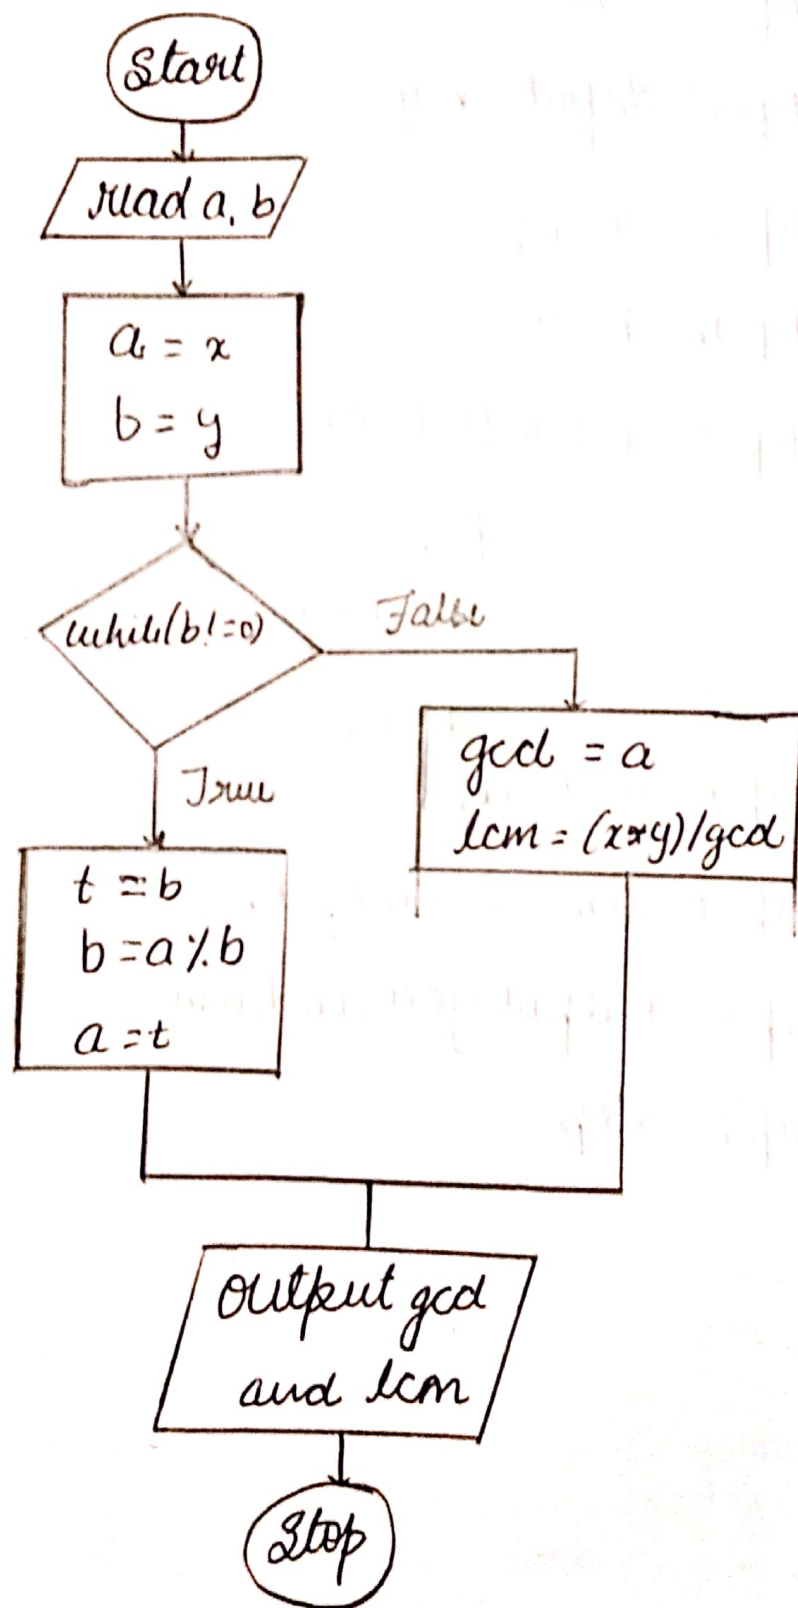 Start
read a, b
a = x
b = y
while(b!=0)
False
True
gcd = a
lcm = (x*y)/gcd
t = b
b = a % b
a = t
output gcd
and lcm
Stop